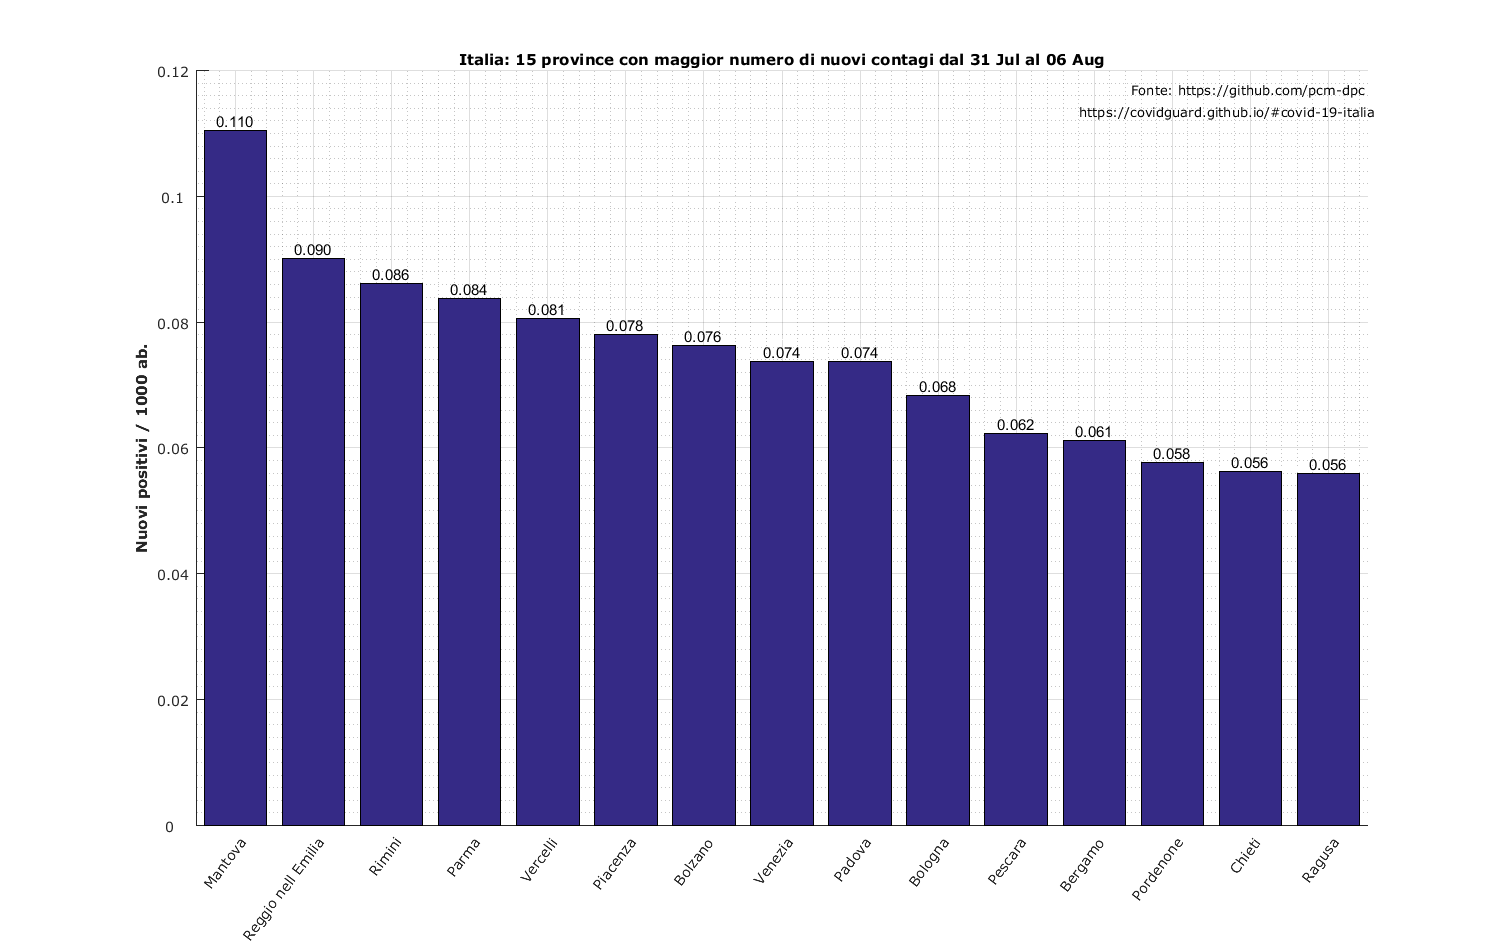 Italia: 15 province con maggior numero di nuovi contagi dal 31 Jul al 06 Aug
Fonte: https://github.com/pcm-dpc
https://covidguard.github.io/#covid-19-italia
Nuovi positivi / 1000 ab.
0.12
0.1
0.08
0.06
0.04
0.02
0
0.110
0.090
0.086
0.084
0.081
0.078
0.076
0.074
0.074
0.068
0.062
0.061
0.058
0.056
0.056
Mantova
Reggio nell Emilia
Rimini
Parma
Vercelli
Piacenza
Bolzano
Venezia
Padova
Bologna
Pescara
Bergamo
Pordenone
Chieti
Ragusa